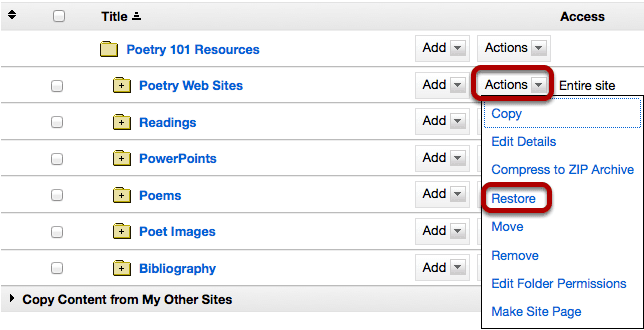 Title Access
Poetry 101 Resources Add Actions
Poetry Web Sites Add Actions Entire site
Copy
Readings Add
Edit Details
PowerPoints Add
Compress to ZIP Archive
Poems Add
Restore
Poet Images Add
Move
Remove
Bibliography Add
Edit Folder Permissions
Copy Content from My Other Sites
Make Site Page